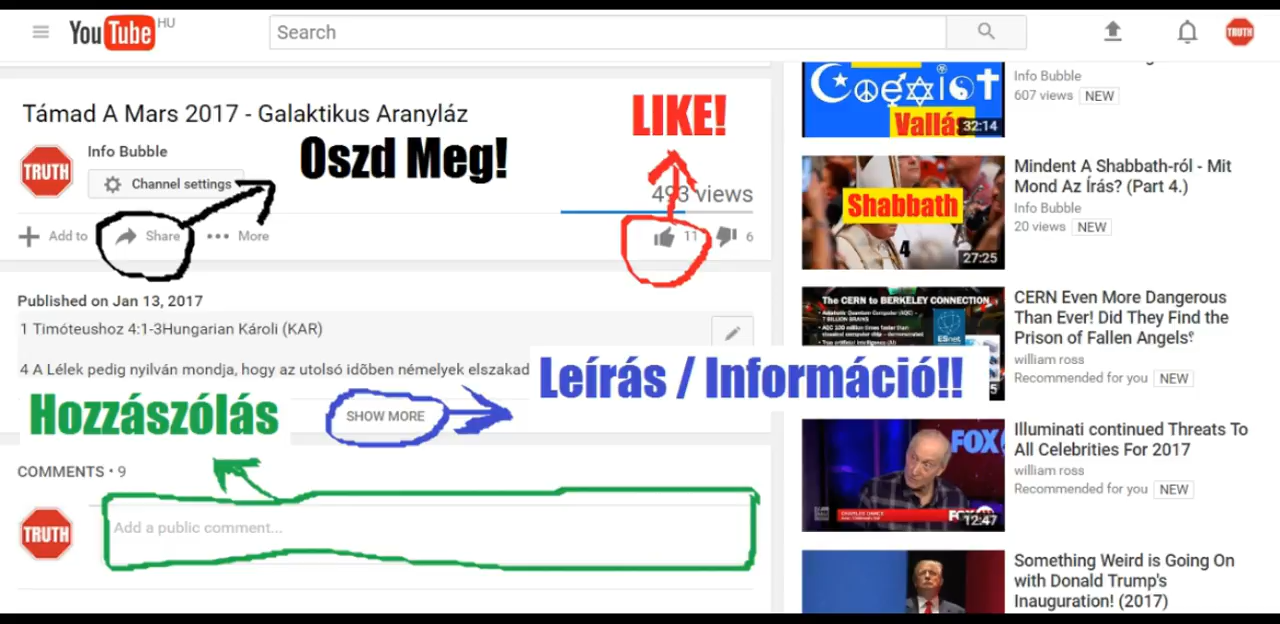 YouTube HU
Search
TRUTH
Támad A Mars 2017 - Galaktikus Aranyláz
TRUTH
Info Bubble
Channel settings
Oszd Meg!
LIKE!
493 views
Add to
Share
More
11
6
Published on Jan 13, 2017
1 Timóteushoz 4:1-3Hungarian Károli (KAR)
4 A Lélek pedig nyilván mondja, hogy az utolsó időben némelyek elszakad
Leírás / Információ!!
Hozzászólás
SHOW MORE
COMMENTS • 9
TRUTH
Add a public comment...
Coexist
Vallás
32:14
Info Bubble
607 views NEW
Shabbath
4
27:25
Mindent A Shabbath-ról - Mit
Mond Az Írás? (Part 4.)
Info Bubble
20 views NEW
The CERN to BERKELEY CONNECTION
ESnet
5
CERN Even More Dangerous
Than Ever! Did They Find the
Prison of Fallen Angels?
william ross
Recommended for you NEW
FOX
12:47
Illuminati continued Threats To
All Celebrities For 2017
william ross
Recommended for you NEW
Something Weird is Going On
with Donald Trump's
Inauguration! (2017)